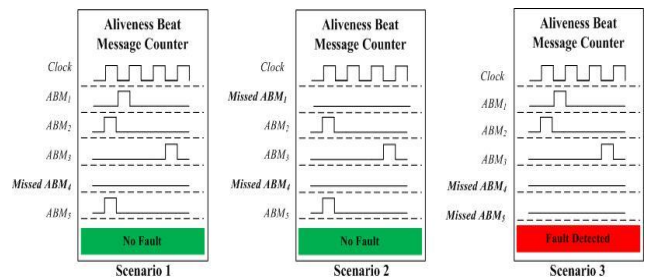 Aliveness Beat
Message Counter
Clock
ABM1
ABM2
ABM3
Missed ABM4
ABM5
No Fault
Scenario 1
Aliveness Beat
Message Counter
Clock
Missed ABM1
ABM2
ABM3
Missed ABM4
ABM5
No Fault
Scenario 2
Aliveness Beat
Message Counter
Clock
ABM1
ABM2
ABM3
Missed ABM4
Missed ABM5
Fault Detected
Scenario 3